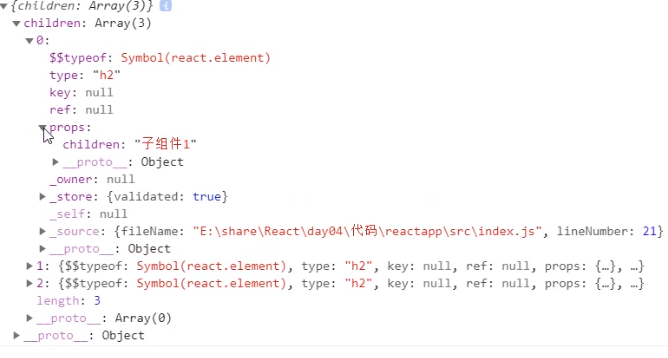 ▼{children: Array(3)} i
▼children: Array(3)
▼0:
$$typeof: Symbol(react.element)
type: "h2"
key: null
ref: null
▼props:
children: "子组件1"
▶__proto__: Object
_owner: null
▶_store: {validated: true}
_self: null
▶_source: {fileName: "E:\share\React\day04\代码\reactapp\src\index.js", lineNumber: 21}
▶__proto__: Object
▶1: {$$typeof: Symbol(react.element), type: "h2", key: null, ref: null, props: {…}, …}
▶2: {$$typeof: Symbol(react.element), type: "h2", key: null, ref: null, props: {…}, …}
length: 3
▶__proto__: Array(0)
▶__proto__: Object